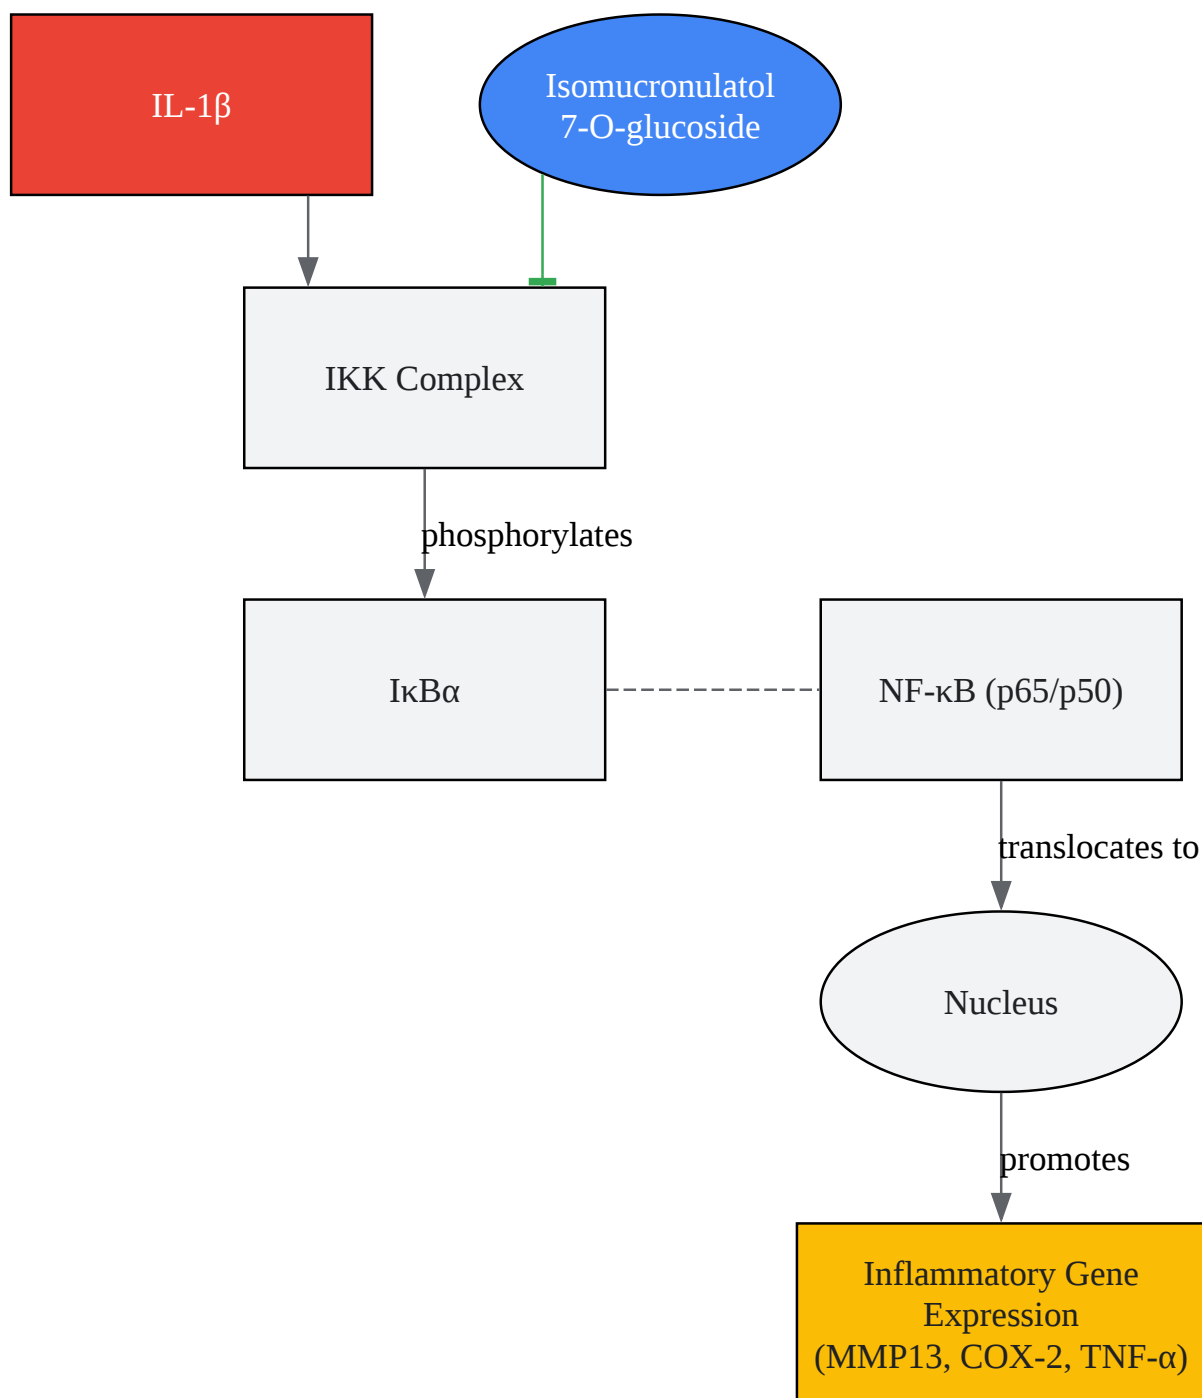 IL-1β
Isomucronulatol
7-O-glucoside
IKK Complex
phosphorylates
IκBα
NF-κB (p65/p50)
translocates to
Nucleus
promotes
Inflammatory Gene
Expression
(MMP13, COX-2, TNF-α)